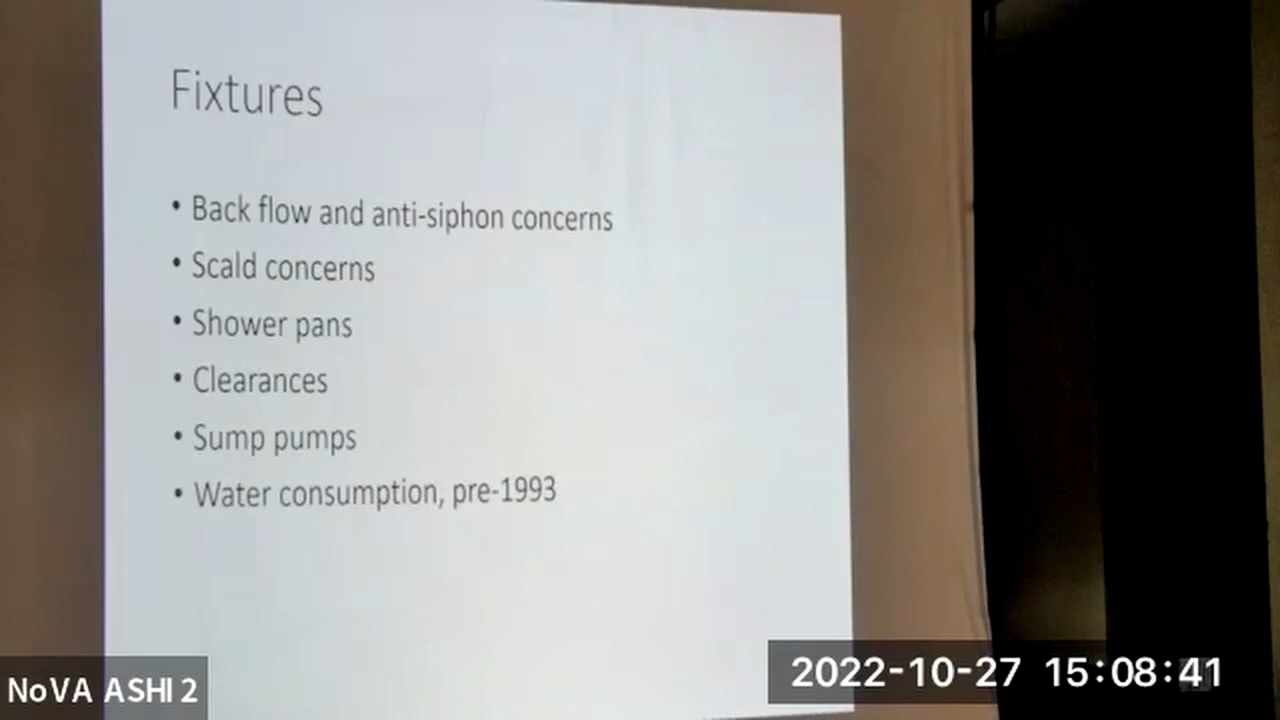 Fixtures
• Back flow and anti-siphon concerns
• Scald concerns
• Shower pans
• Clearances
• Sump pumps
• Water consumption, pre-1993
NoVA ASHI 2
2022-10-27 15:08:41